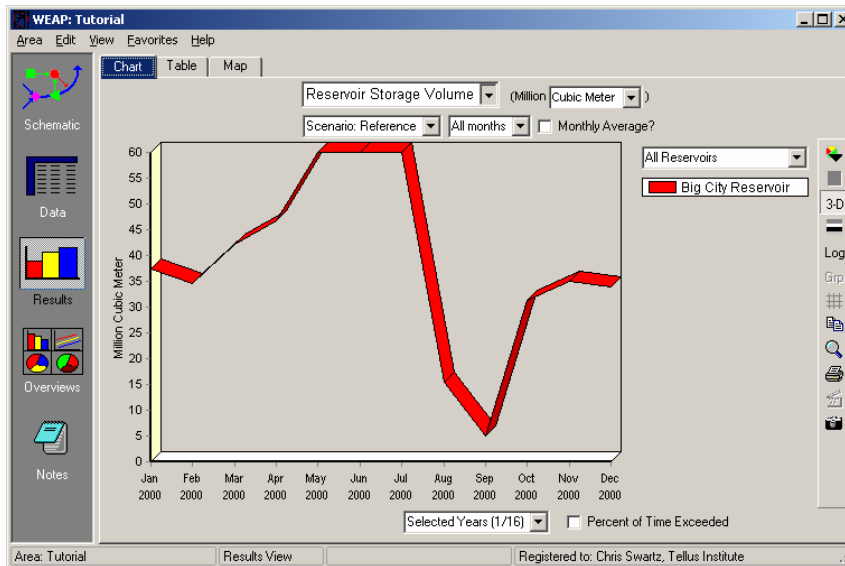 WEAP: Tutorial
Area Edit View Favorites Help
Chart Table Map
Reservoir Storage Volume (Million Cubic Meter )
Scenario: Reference All months Monthly Average?
All Reservoirs
Big City Reservoir
Schematic
Data
Results
Overviews
Notes
3-D
Log
Grp
Million Cubic Meter
60
55
50
45
40
35
30
25
20
15
10
5
0
Jan Feb Mar Apr May Jun Jul Aug Sep Oct Nov Dec
2000 2000 2000 2000 2000 2000 2000 2000 2000 2000 2000 2000
Selected Years (1/16) Percent of Time Exceeded
Area: Tutorial Results View Registered to: Chris Swartz, Tellus Institute